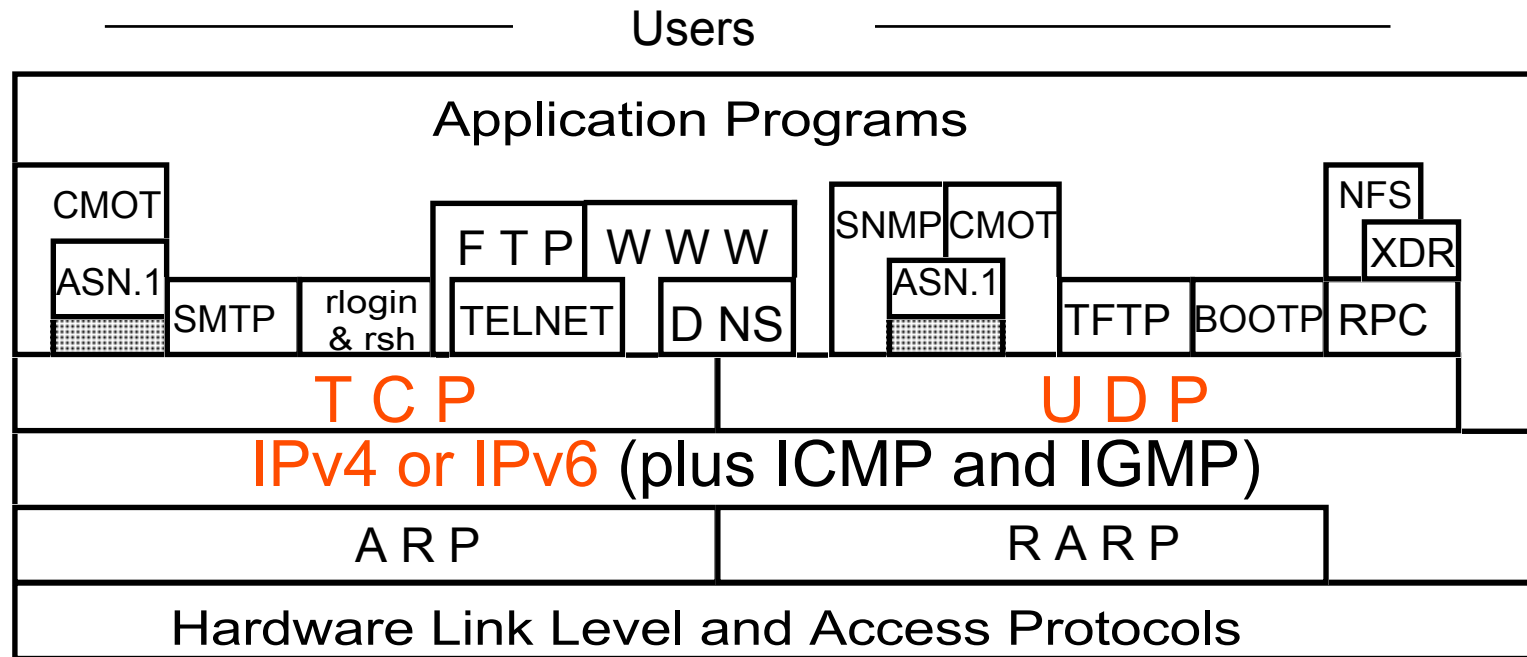 Users
Application Programs
CMOT
ASN.1
SMTP
rlogin
& rsh
F T P
W W W
TELNET
D NS
SNMP
CMOT
ASN.1
TFTP
BOOTP
NFS
XDR
RPC
T C P
U D P
IPv4 or IPv6 (plus ICMP and IGMP)
A R P
R A R P
Hardware Link Level and Access Protocols